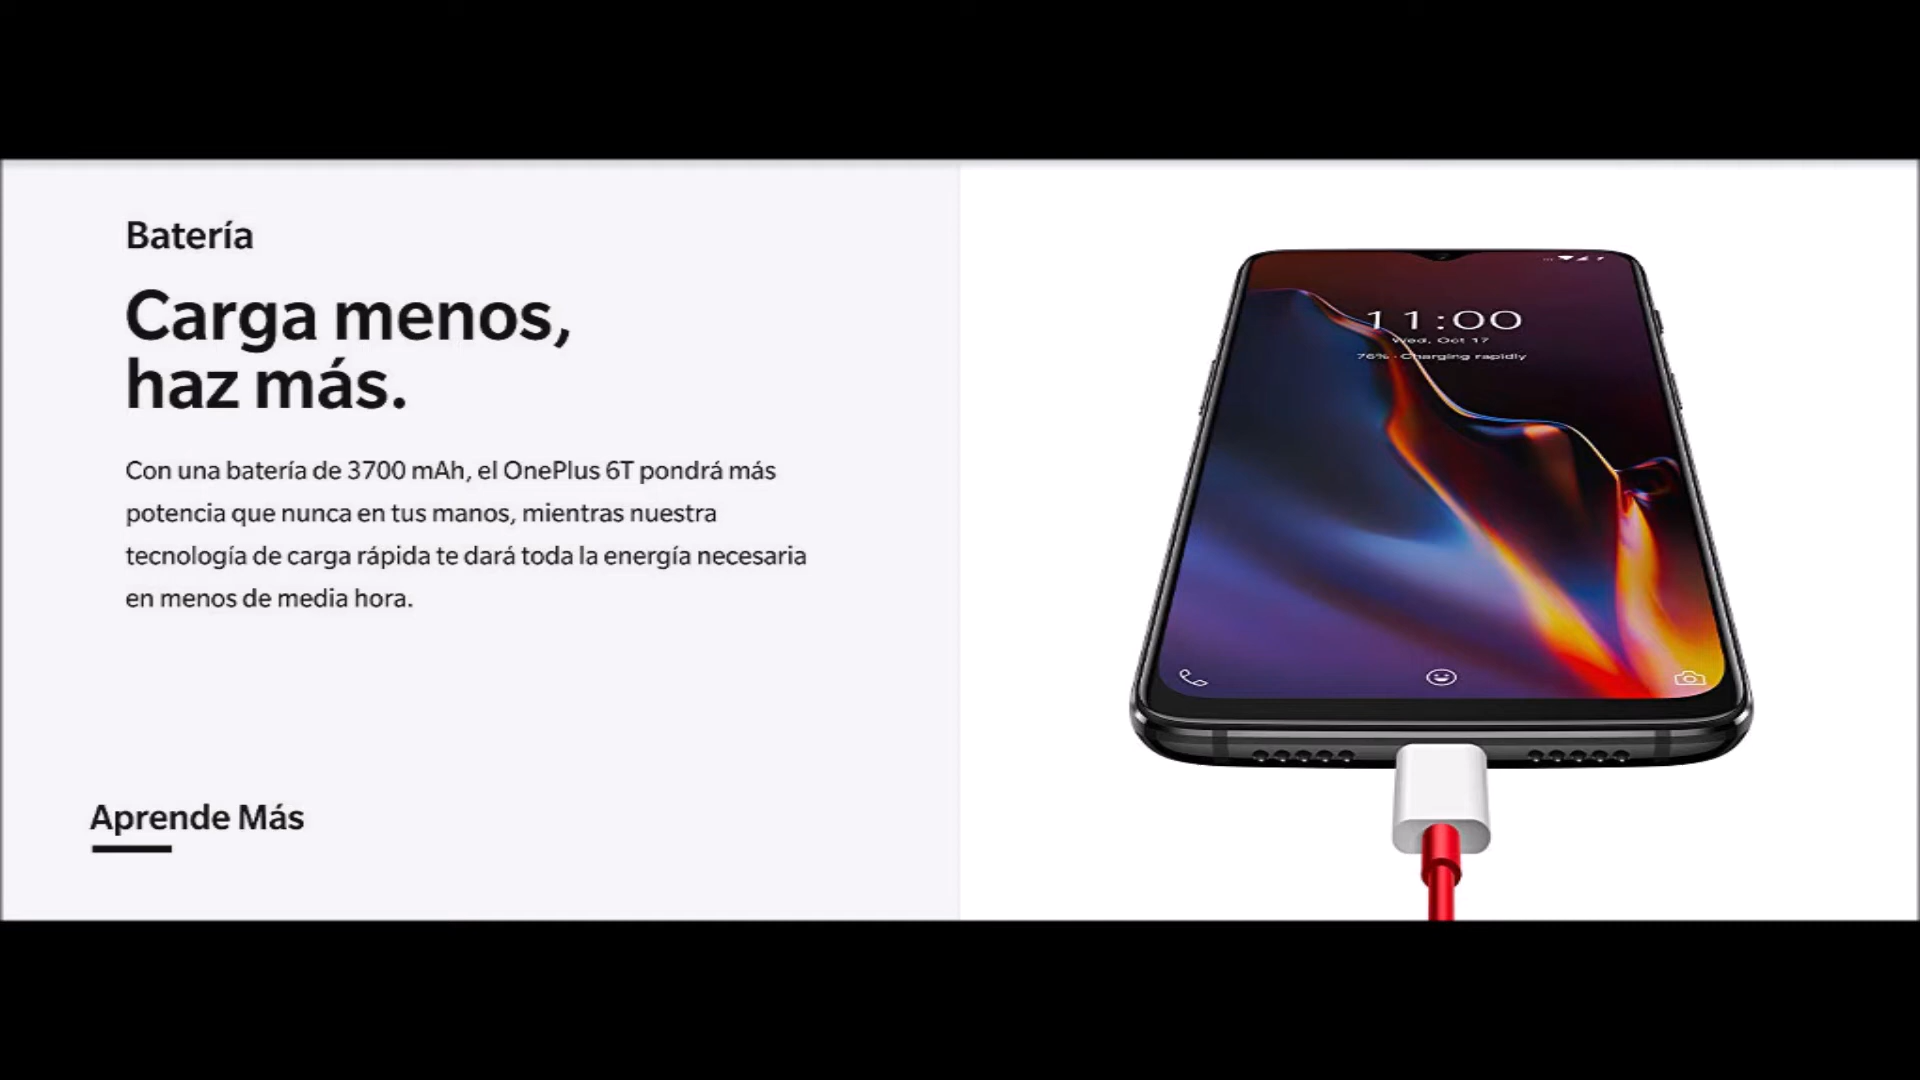 Batería
Carga menos,
haz más.
Con una batería de 3700 mAh, el OnePlus 6T pondrá más
potencia que nunca en tus manos, mientras nuestra
tecnología de carga rápida te dará toda la energía necesaria
en menos de media hora.
Aprende Más
11:00
Wed, Oct 17
76% · Charging rapidly